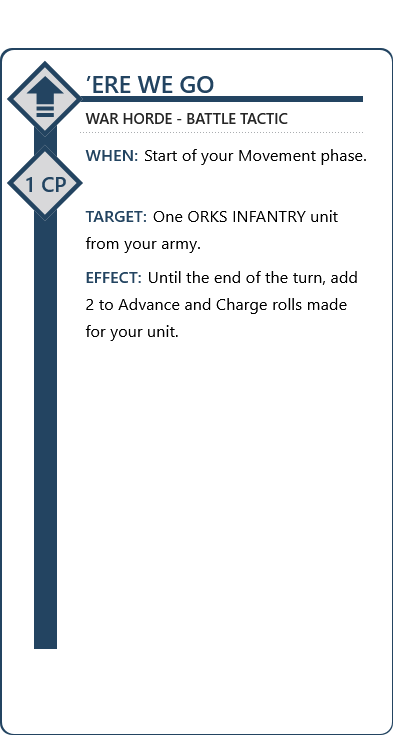 ’ERE WE GO
WAR HORDE - BATTLE TACTIC
WHEN: Start of your Movement phase.
1 CP
TARGET: One ORKS INFANTRY unit
from your army.
EFFECT: Until the end of the turn, add
2 to Advance and Charge rolls made
for your unit.